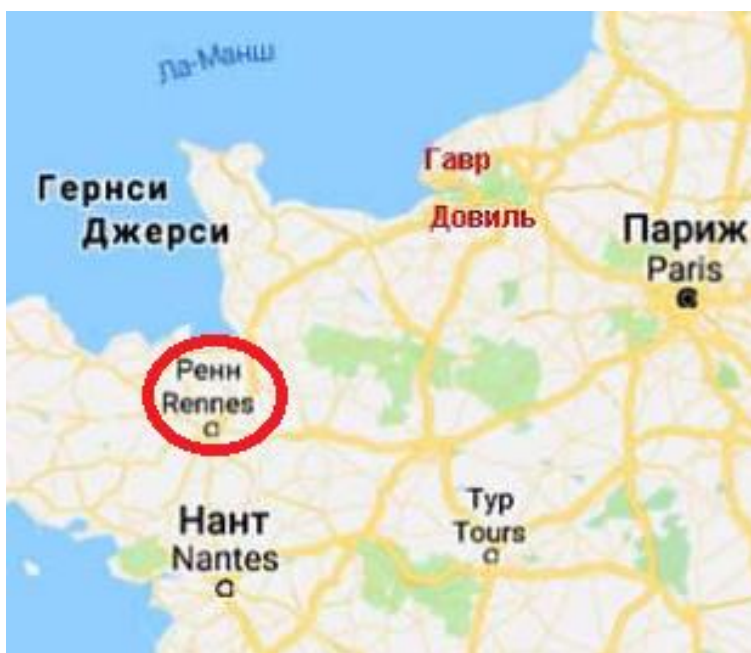 Ла-Манш
Гавр
Гернси
Джерси
Довиль
Париж
Paris
Ренн
Rennes
Тур
Tours
Нант
Nantes